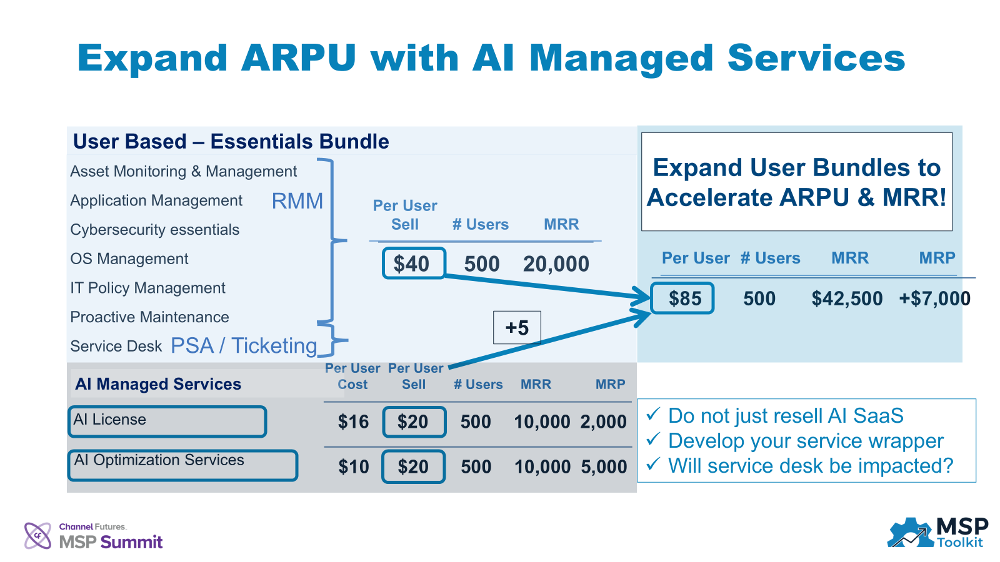 Expand ARPU with AI Managed Services
User Based – Essentials Bundle
Asset Monitoring & Management
Application Management
RMM
Cybersecurity essentials
OS Management
IT Policy Management
Proactive Maintenance
Service Desk
PSA / Ticketing
Per User
Sell # Users MRR
$40 500 20,000
+5
Expand User Bundles to
Accelerate ARPU & MRR!
Per User # Users MRR MRP
$85 500 $42,500 +$7,000
AI Managed Services
Per User Per User
Cost Sell # Users MRR MRP
AI License $16 $20 500 10,000 2,000
AI Optimization Services $10 $20 500 10,000 5,000
✓ Do not just resell AI SaaS
✓ Develop your service wrapper
✓ Will service desk be impacted?
CF
Channel Futures.
MSP Summit
MSP
Toolkit